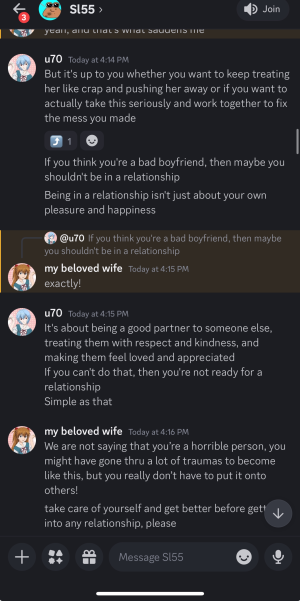 3
Sl55 >
Join
yeah, and that's what saddens me
u70 Today at 4:14 PM
But it's up to you whether you want to keep treating
her like crap and pushing her away or if you want to
actually take this seriously and work together to fix
the mess you made
1
If you think you're a bad boyfriend, then maybe you
shouldn't be in a relationship
Being in a relationship isn't just about your own
pleasure and happiness
@u70 If you think you're a bad boyfriend, then maybe
you shouldn't be in a relationship
my beloved wife Today at 4:15 PM
exactly!
u70 Today at 4:15 PM
It's about being a good partner to someone else,
treating them with respect and kindness, and
making them feel loved and appreciated
If you can't do that, then you're not ready for a
relationship
Simple as that
my beloved wife Today at 4:16 PM
We are not saying that you're a horrible person, you
might have gone thru a lot of traumas to become
like this, but you really don't have to put it onto
others!
take care of yourself and get better before gett
into any relationship, please
Message Sl55